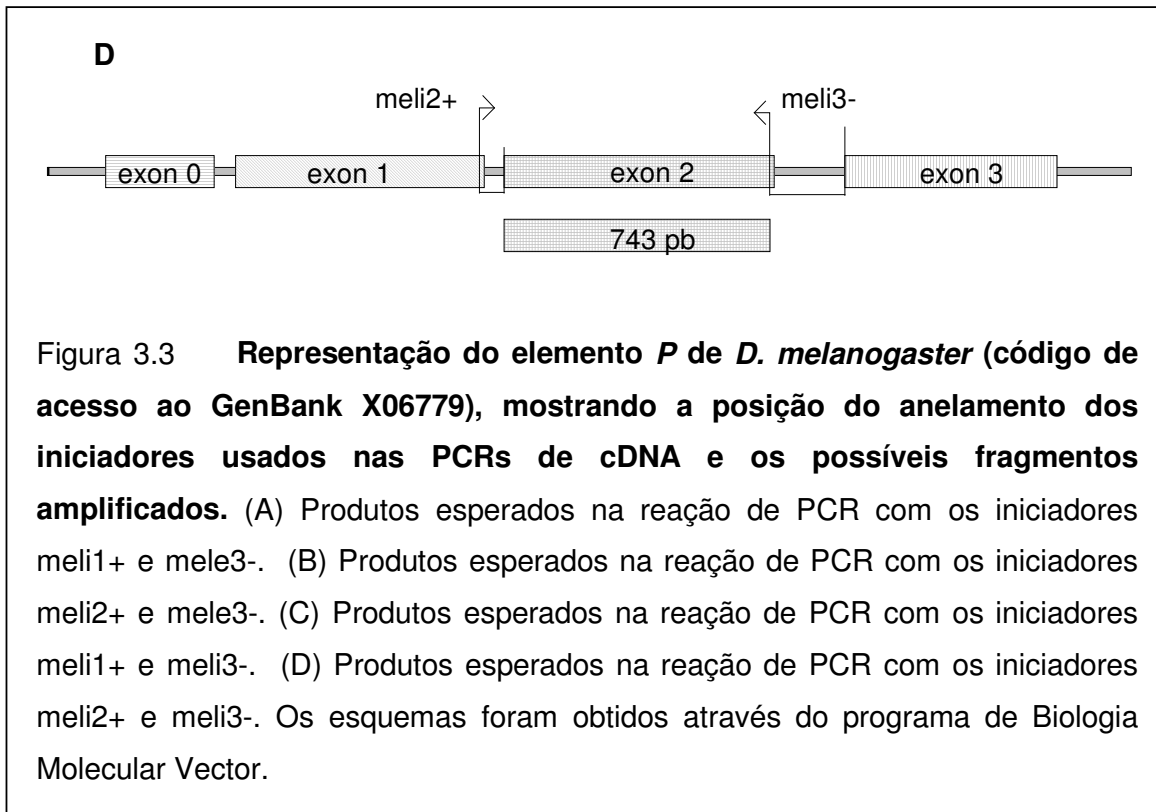 D
meli2+ meli3-
exon 0 exon 1 exon 2 exon 3
743 pb
Figura 3.3 Representação do elemento P de D. melanogaster (código de
acesso ao GenBank X06779), mostrando a posição do anelamento dos
iniciadores usados nas PCRs de cDNA e os possíveis fragmentos
amplificados. (A) Produtos esperados na reação de PCR com os iniciadores
meli1+ e mele3-. (B) Produtos esperados na reação de PCR com os iniciadores
meli2+ e mele3-. (C) Produtos esperados na reação de PCR com os iniciadores
meli1+ e meli3-. (D) Produtos esperados na reação de PCR com os iniciadores
meli2+ e meli3-. Os esquemas foram obtidos através do programa de Biologia
Molecular Vector.